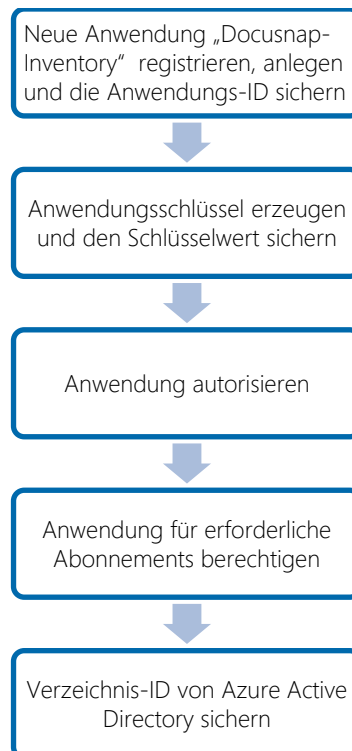 Neue Anwendung „Docusnap-
Inventory“ registrieren, anlegen
und die Anwendungs-ID sichern
Anwendungsschlüssel erzeugen
und den Schlüsselwert sichern
Anwendung autorisieren
Anwendung für erforderliche
Abonnements berechtigen
Verzeichnis-ID von Azure Active
Directory sichern